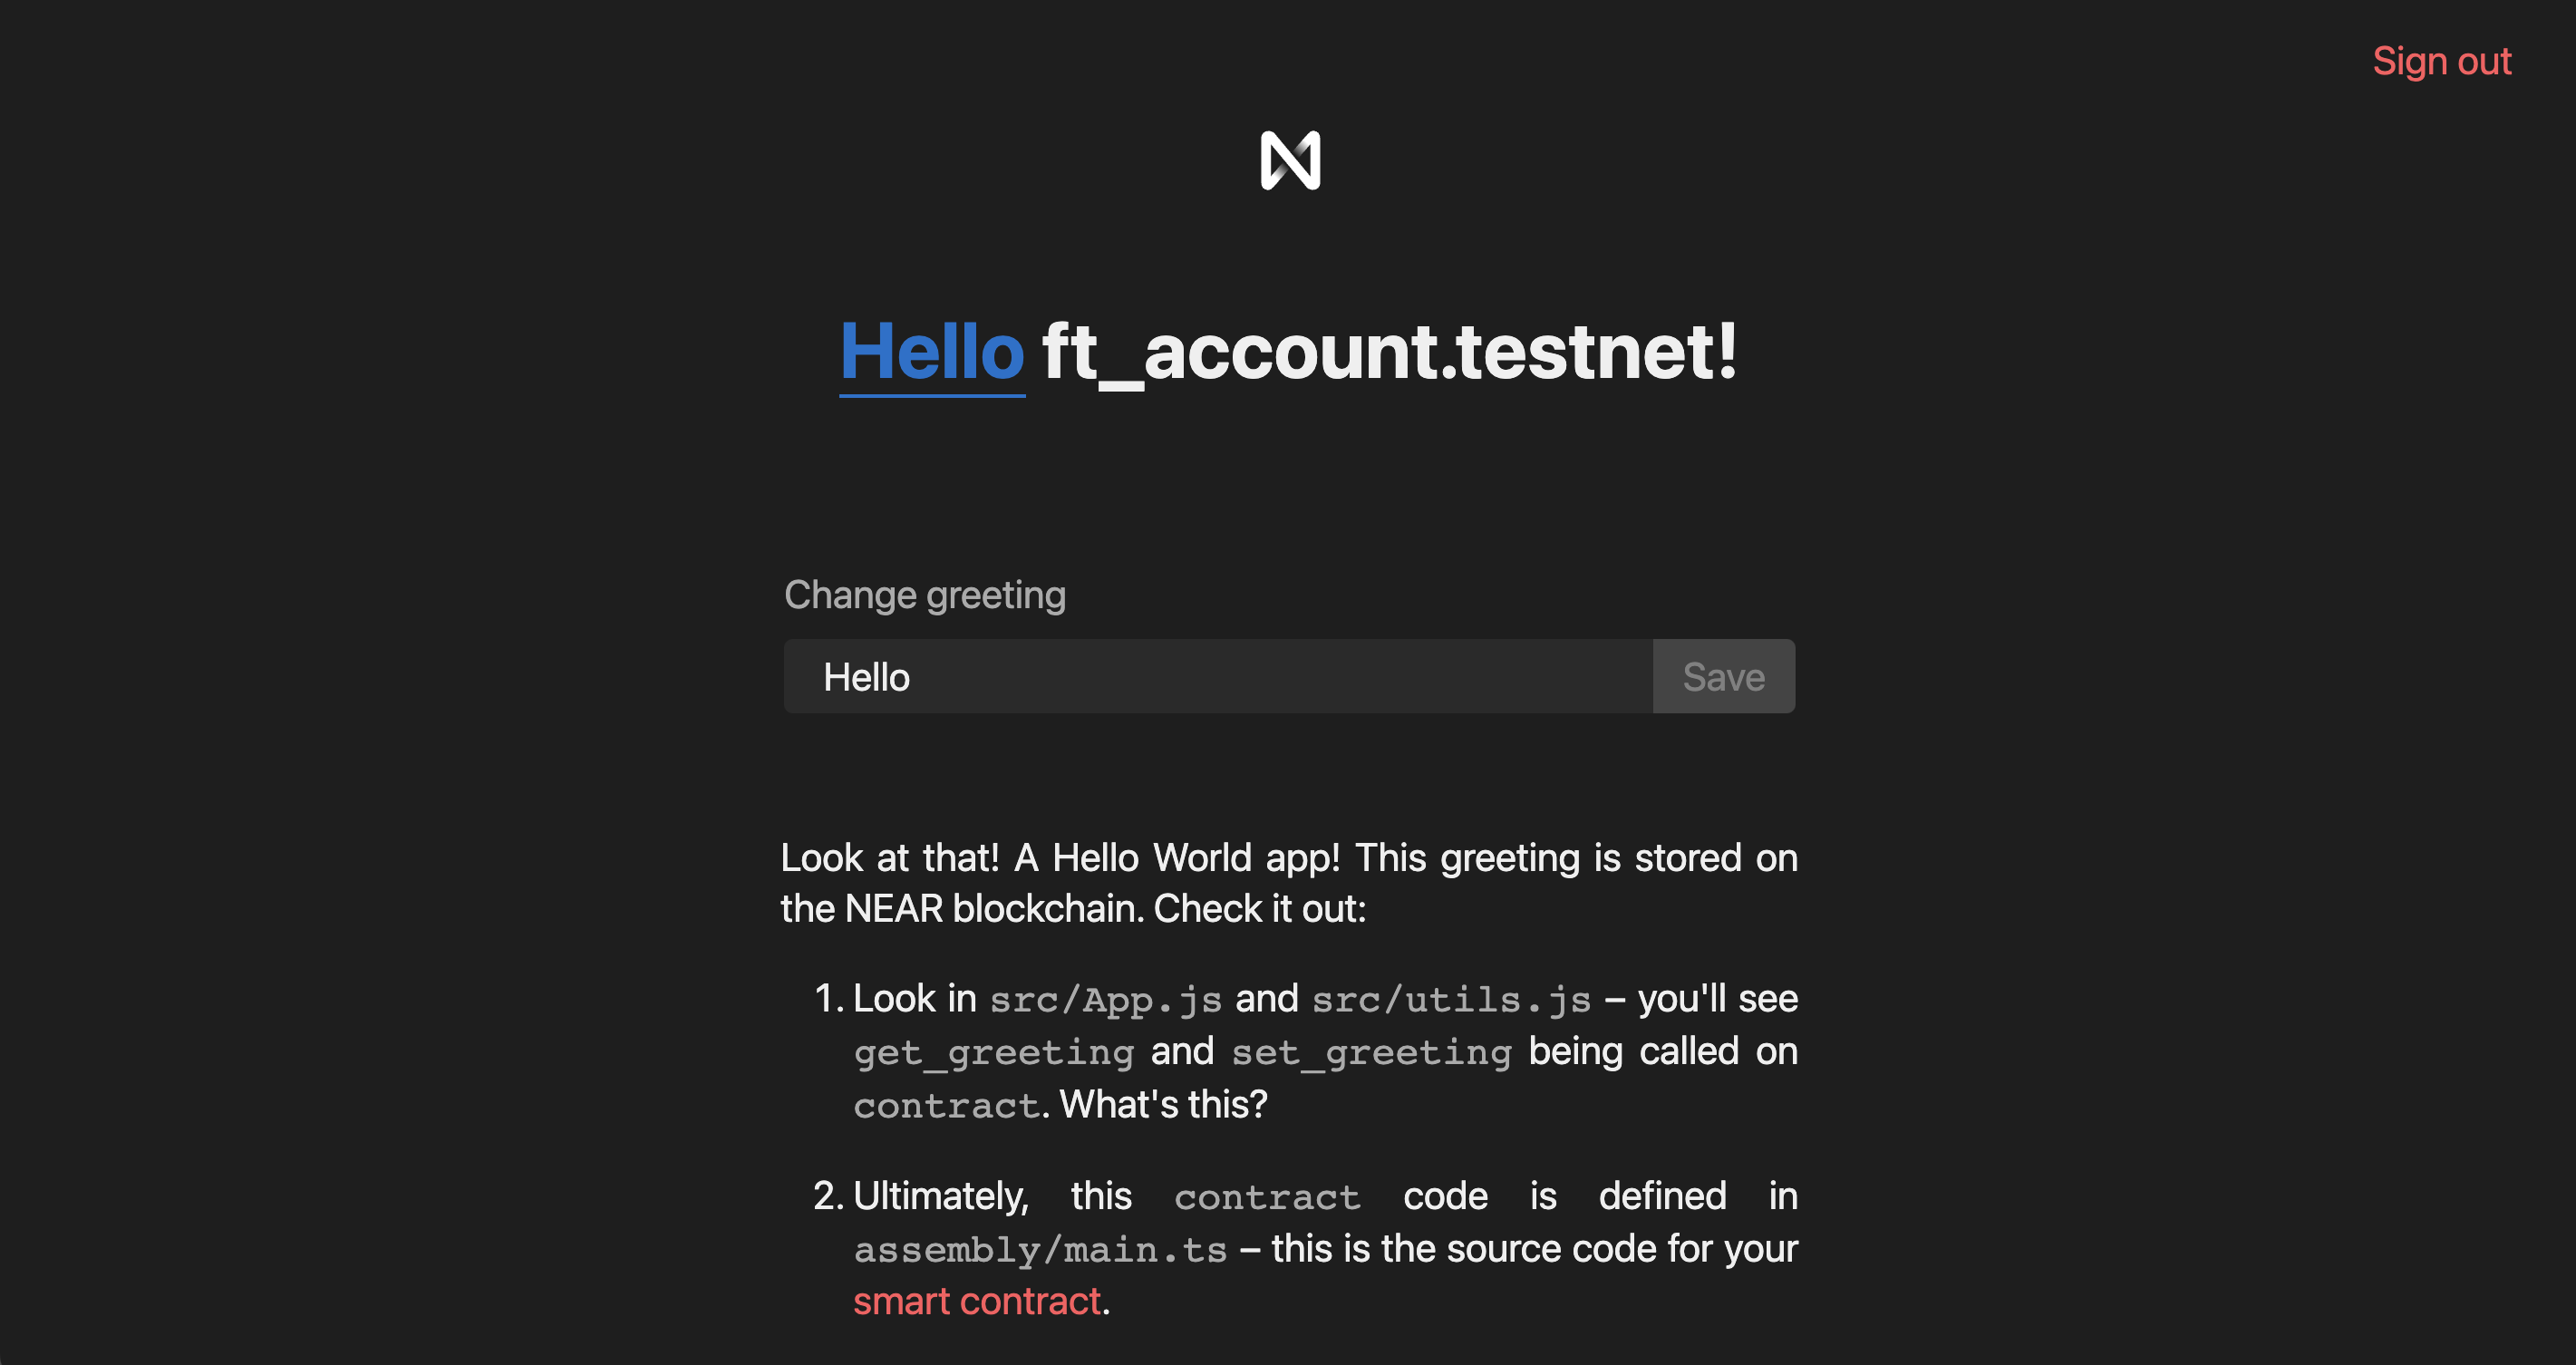 Sign out
Hello ft_account.testnet!
Change greeting
Hello
Save
Look at that! A Hello World app! This greeting is stored on
the NEAR blockchain. Check it out:
1. Look in src/App.js and src/utils.js – you'll see
get_greeting and set_greeting being called on
contract. What's this?
2. Ultimately, this contract code is defined in
assembly/main.ts – this is the source code for your
smart contract.